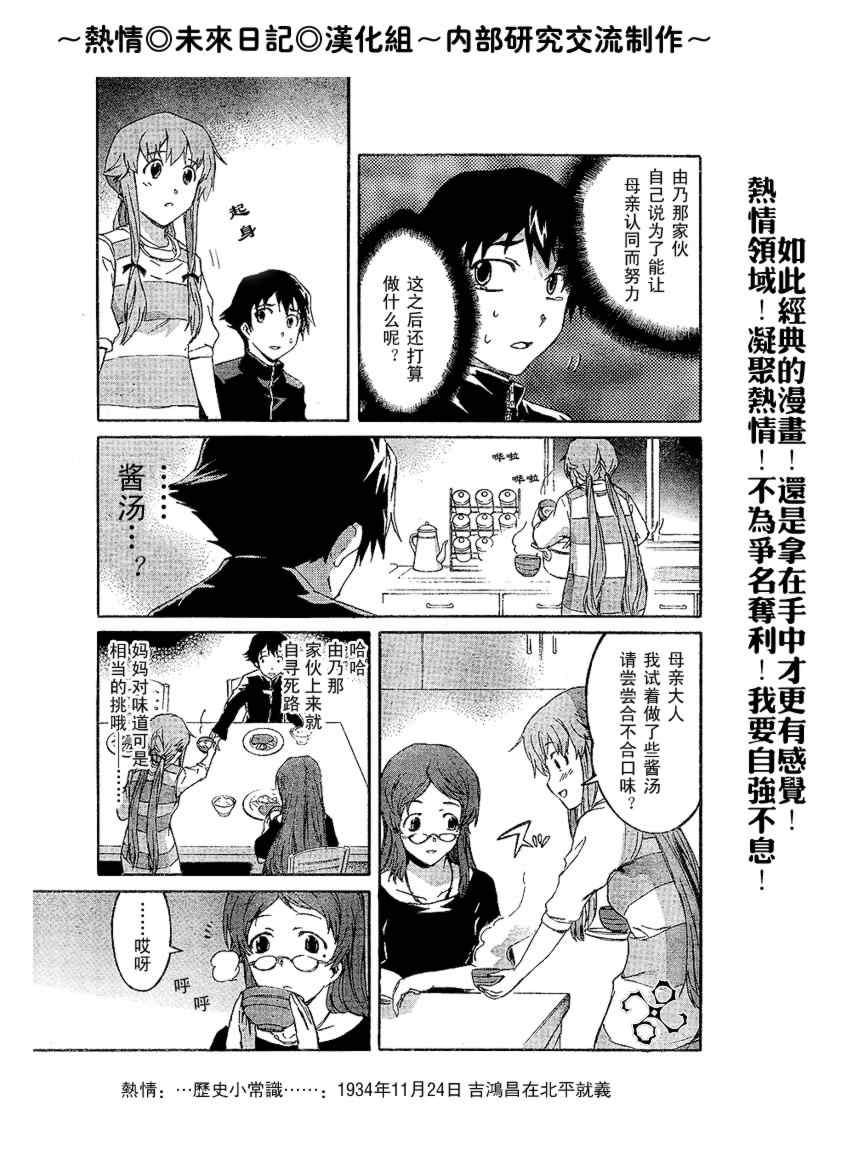 ～熱情◎未來日記◎漢化組～内部研究交流制作～
如此經典的漫畫！還是拿在手中才更有感覺！
熱情領域！凝聚熱情！不為爭名奪利！我要自強不息！
由乃那家伙
自己说为了能让
母亲认同而努力
这之后还打算
做什么呢？
起身
哗啦
哗啦
……
酱汤…？
母亲大人
我试着做了些酱汤
请尝尝合不合口味？
哈哈
由乃那
家伙上来就
自寻死路
妈妈对味道可是
相当的挑哦……
……哎呀
呼
呼
熱情：…歷史小常識……：1934年11月24日 吉鴻昌在北平就義